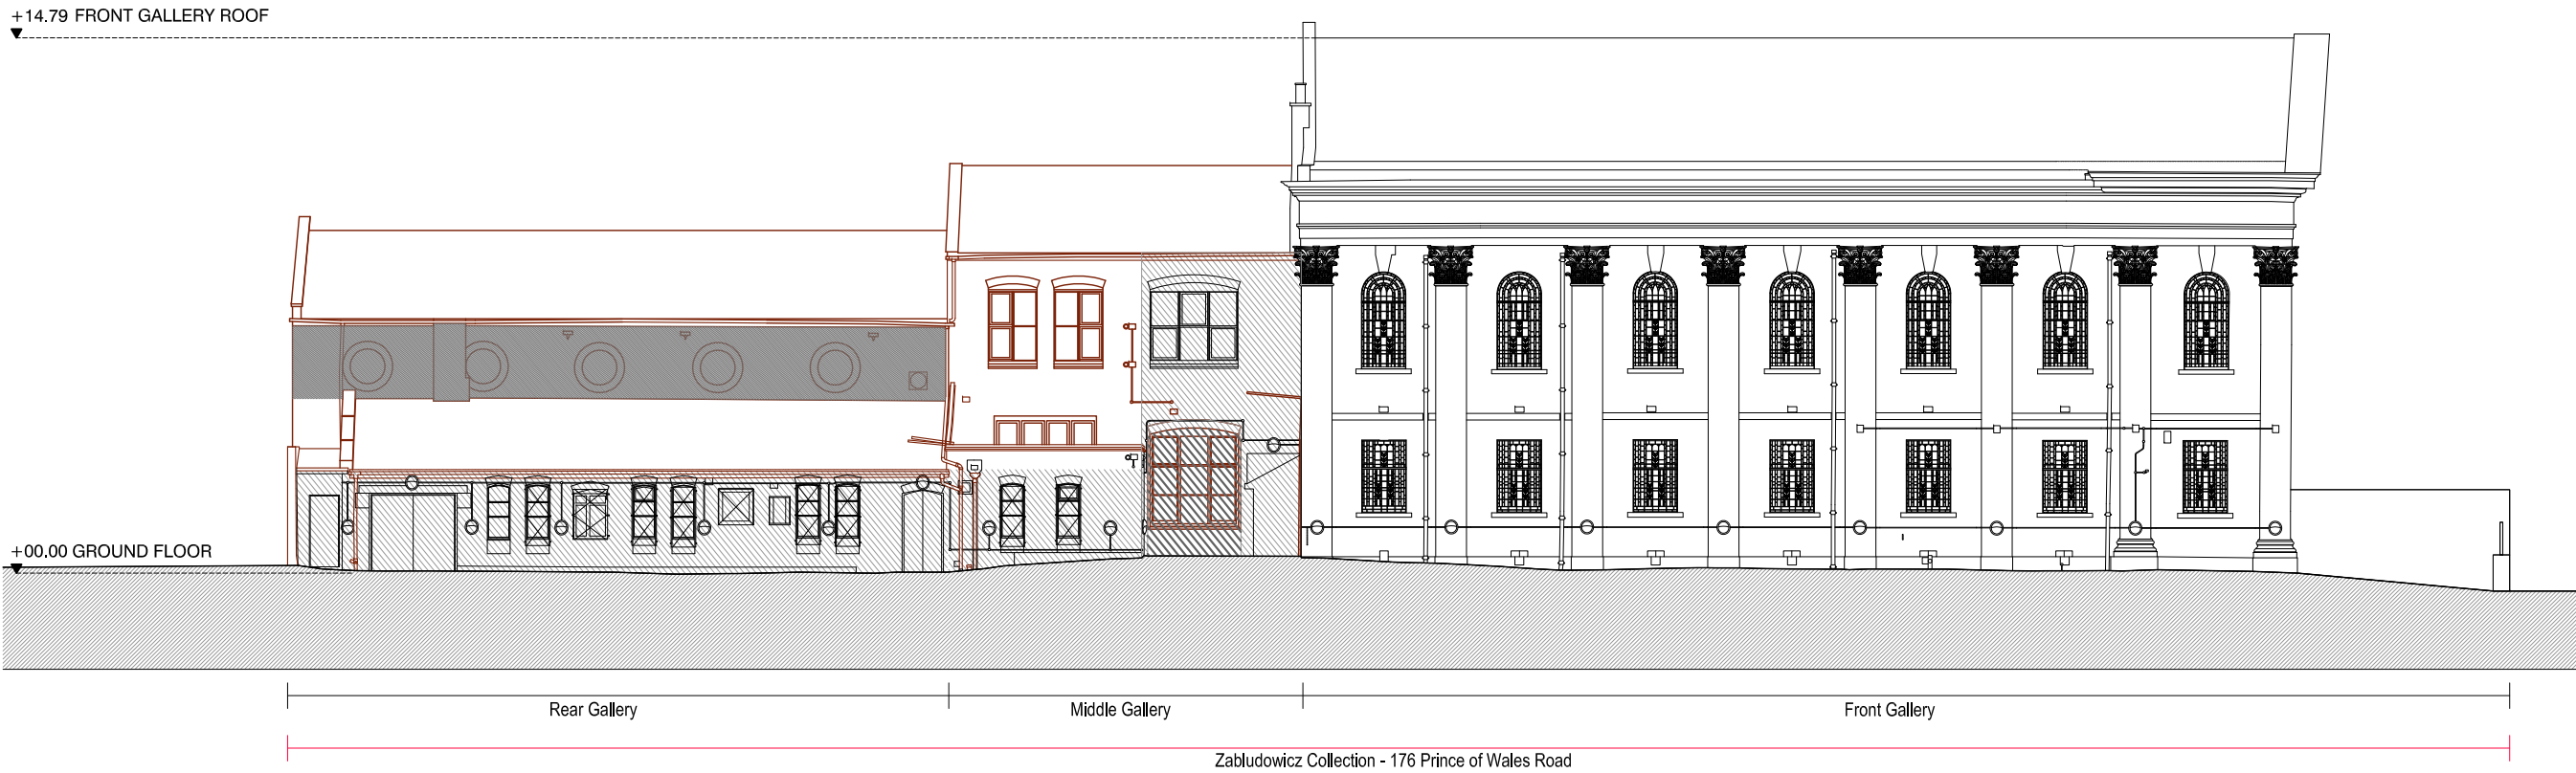 +14.79 FRONT GALLERY ROOF
+00.00 GROUND FLOOR
Rear Gallery
Middle Gallery
Front Gallery
Zabludowicz Collection - 176 Prince of Wales Road